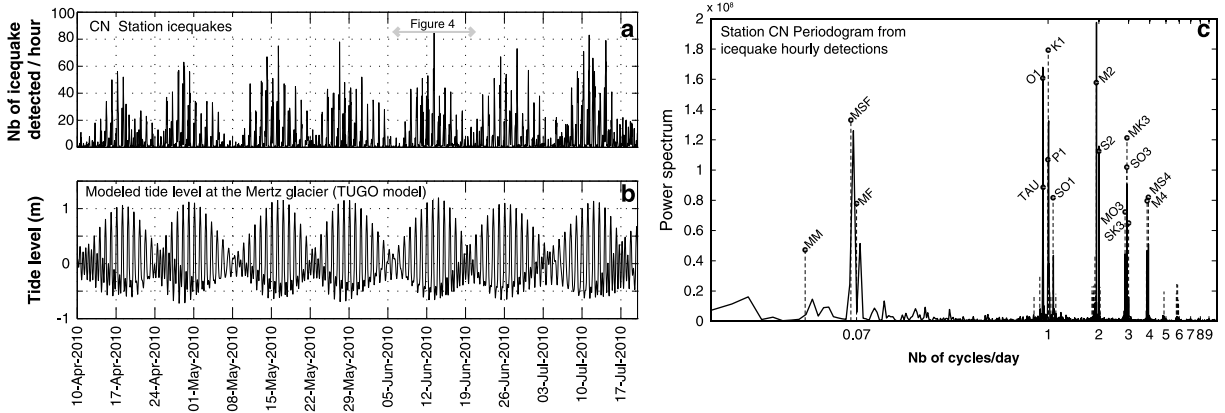 CN Station icequakes
Figure 4
a
Nb of icequake
detected / hour
100
80
60
40
20
0
Modeled tide level at the Mertz glacier (TUGO model)
b
Tide level (m)
1
0
-1
10-Apr-2010
17-Apr-2010
24-Apr-2010
01-May-2010
08-May-2010
15-May-2010
22-May-2010
29-May-2010
05-Jun-2010
12-Jun-2010
19-Jun-2010
26-Jun-2010
03-Jul-2010
10-Jul-2010
17-Jul-2010
x 10⁸
Station CN Periodogram from
icequake hourly detections
c
Power spectrum
2
1.8
1.6
1.4
1.2
1
0.8
0.6
0.4
0.2
0
MM
MSF
MF
O1
K1
P1
TAU
SO1
M2
S2
MK3
SO3
MO3
SK3
MS4
M4
0.07
1
2
3
4
5
6
7
8
9
Nb of cycles/day